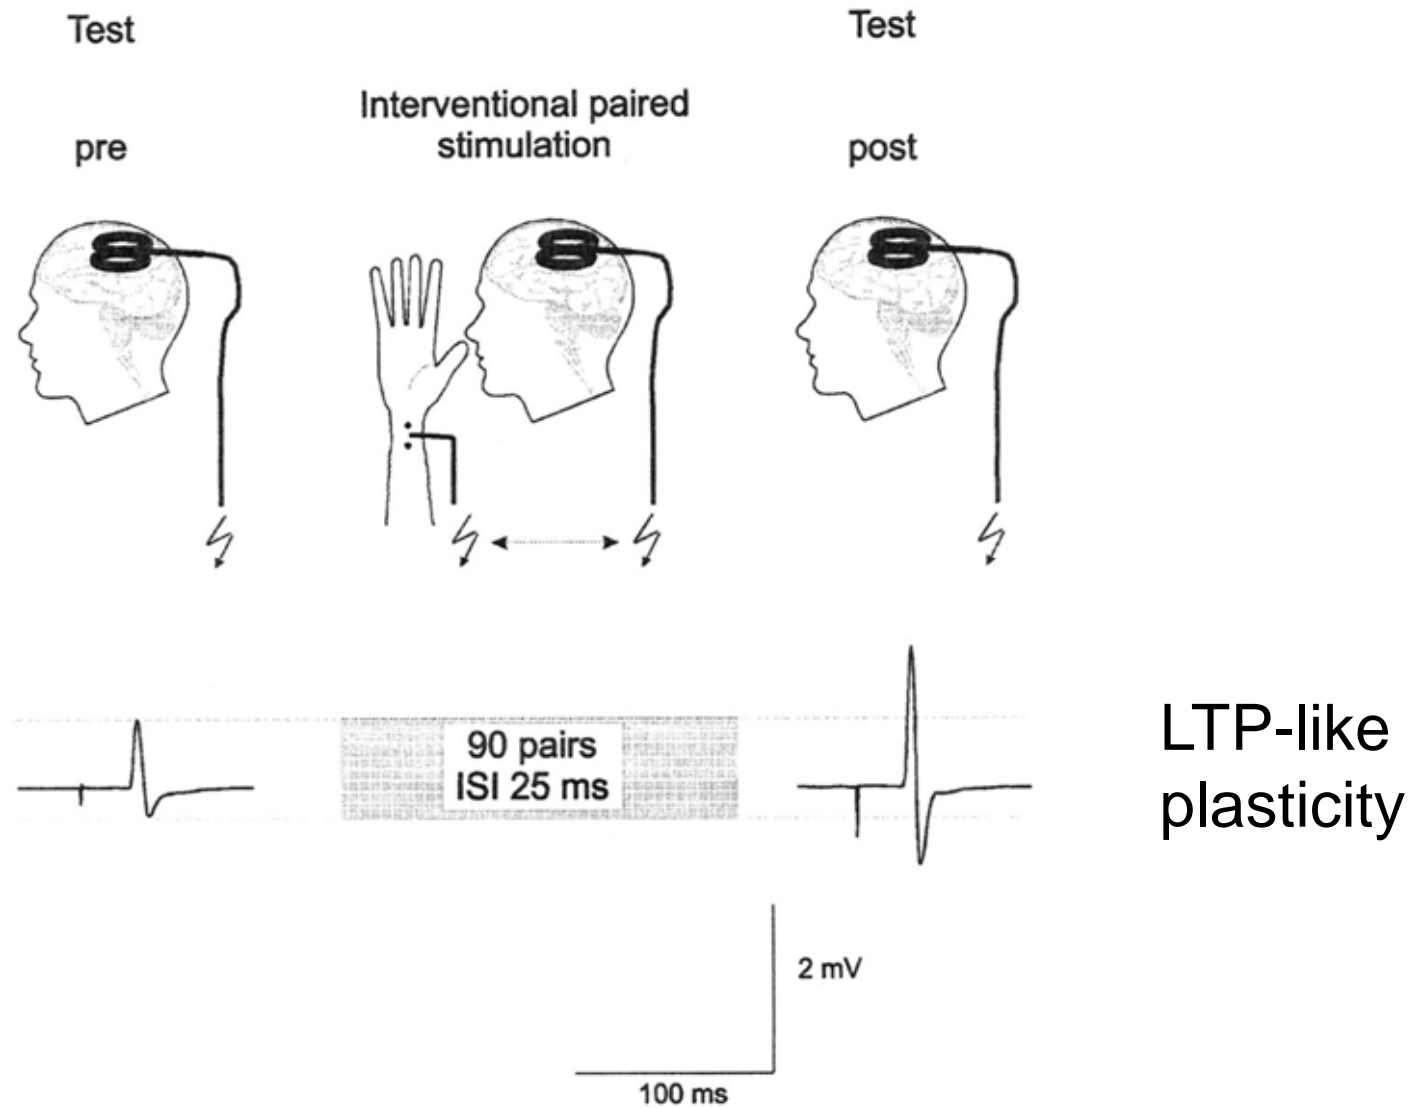 Test
pre
Interventional paired
stimulation
Test
post
90 pairs
ISI 25 ms
LTP-like
plasticity
2 mV
100 ms